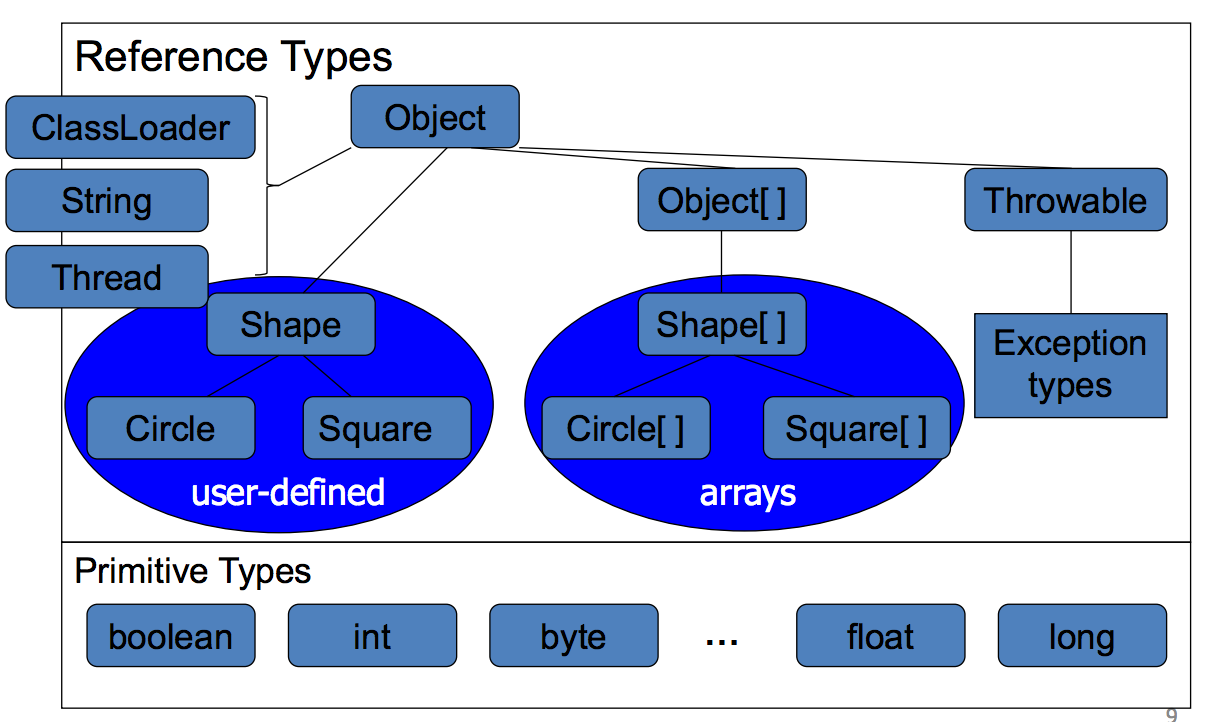 Reference Types
ClassLoader
Object
String
Object[ ]
Throwable
Thread
Shape
Shape[ ]
Exception
types
Circle
Square
Circle[ ]
Square[ ]
user-defined
arrays
Primitive Types
boolean
int
byte
...
float
long
9